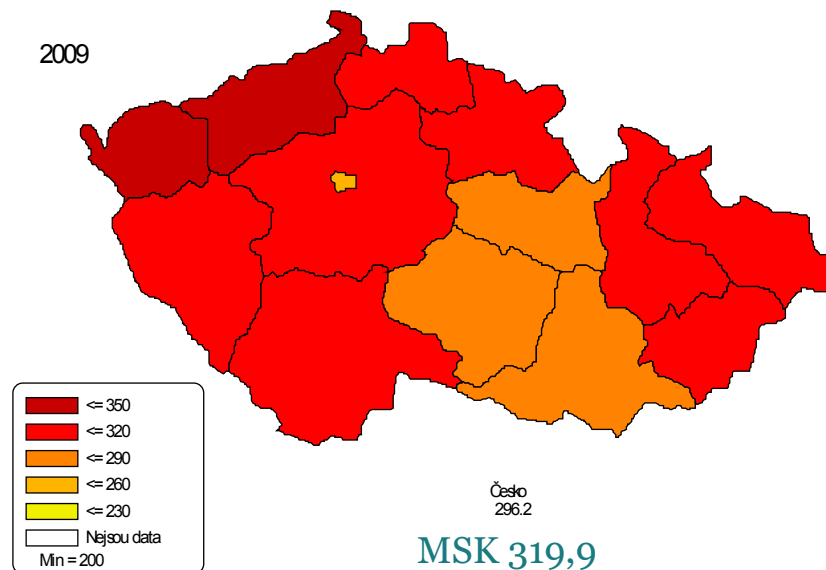 2009
<= 350
<= 320
<= 290
<= 260
<= 230
Nejsou data
Min = 200
Česko
296.2
MSK 319,9